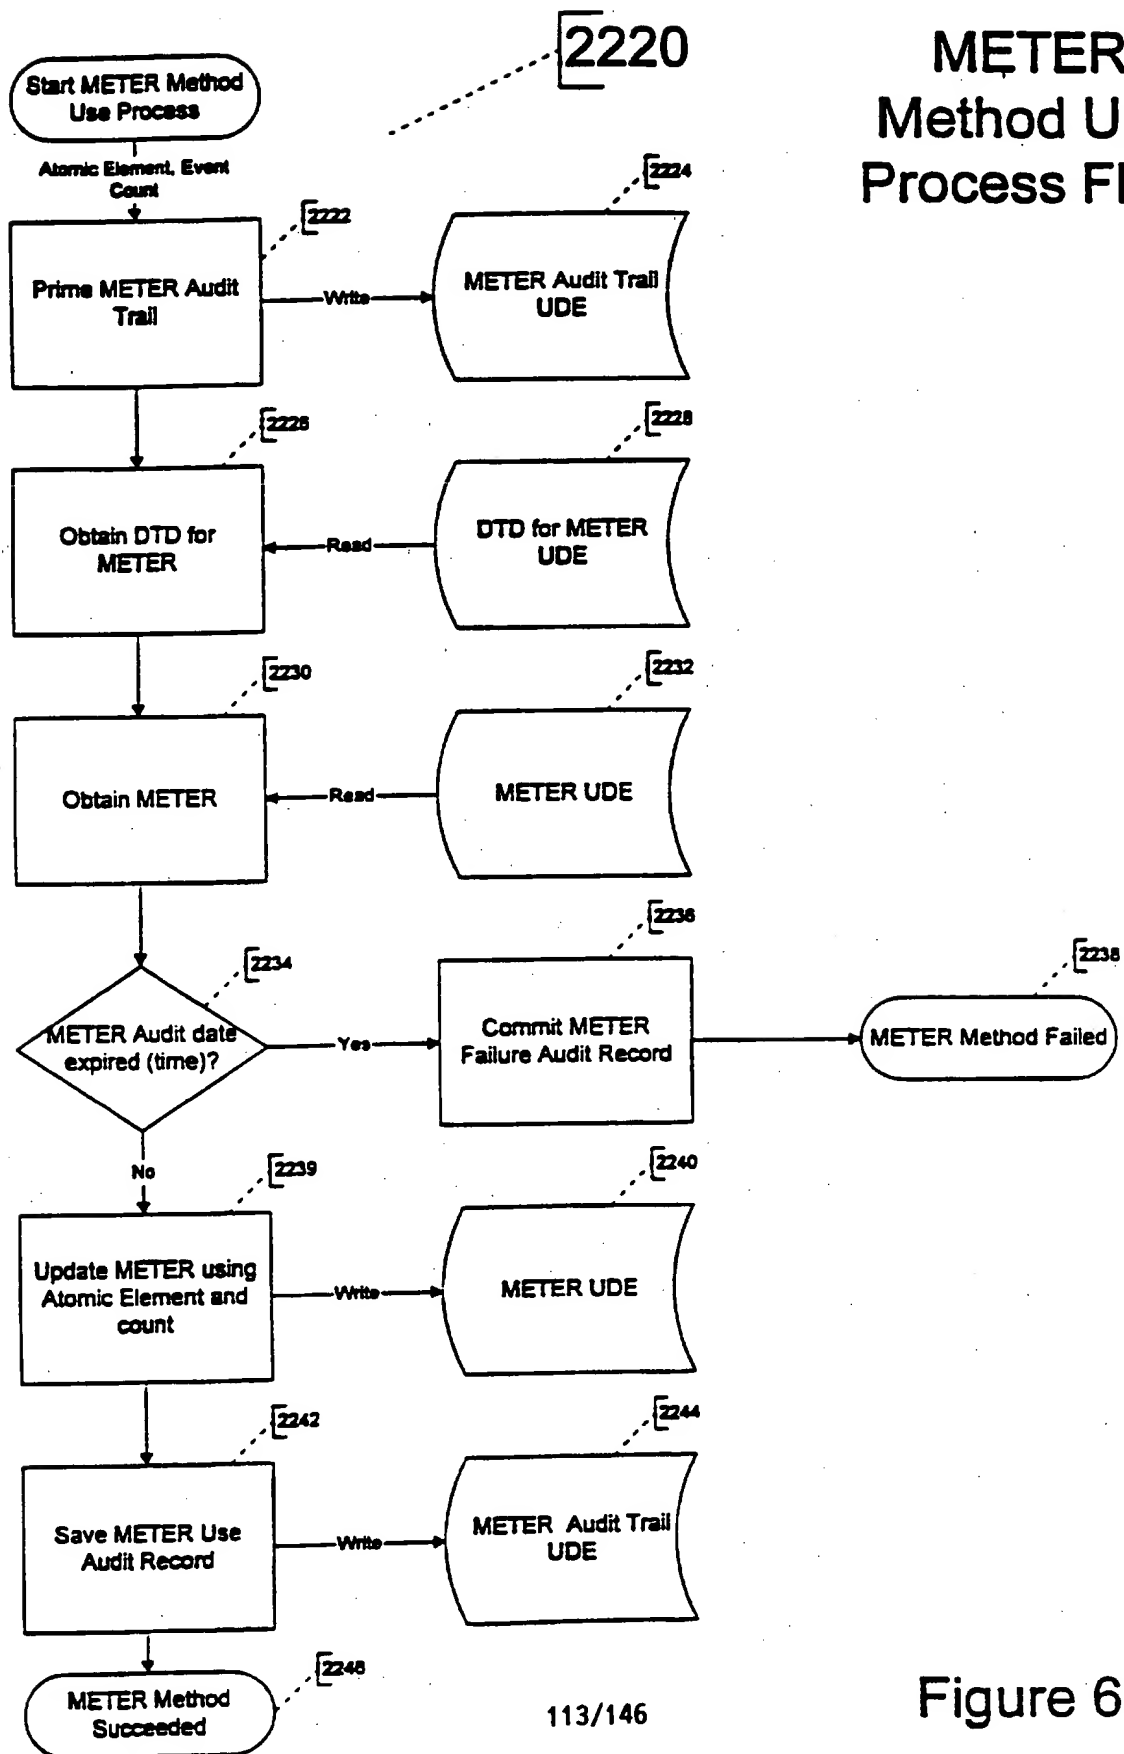 2220
METER
Method U
Process Fl
Start METER Method
Use Process
Atomic Element, Event
Count
2222
2224
Prime METER Audit
Trail
Write
METER Audit Trail
UDE
2226
2228
Obtain DTD for
METER
Read
DTD for METER
UDE
2230
2232
Obtain METER
Read
METER UDE
2234
2236
2238
METER Audit date
expired (time)?
Yes
Commit METER
Failure Audit Record
METER Method Failed
No
2239
2240
Update METER using
Atomic Element and
count
Write
METER UDE
2242
2244
Save METER Use
Audit Record
Write
METER Audit Trail
UDE
2246
METER Method
Succeeded
113/146
Figure 6